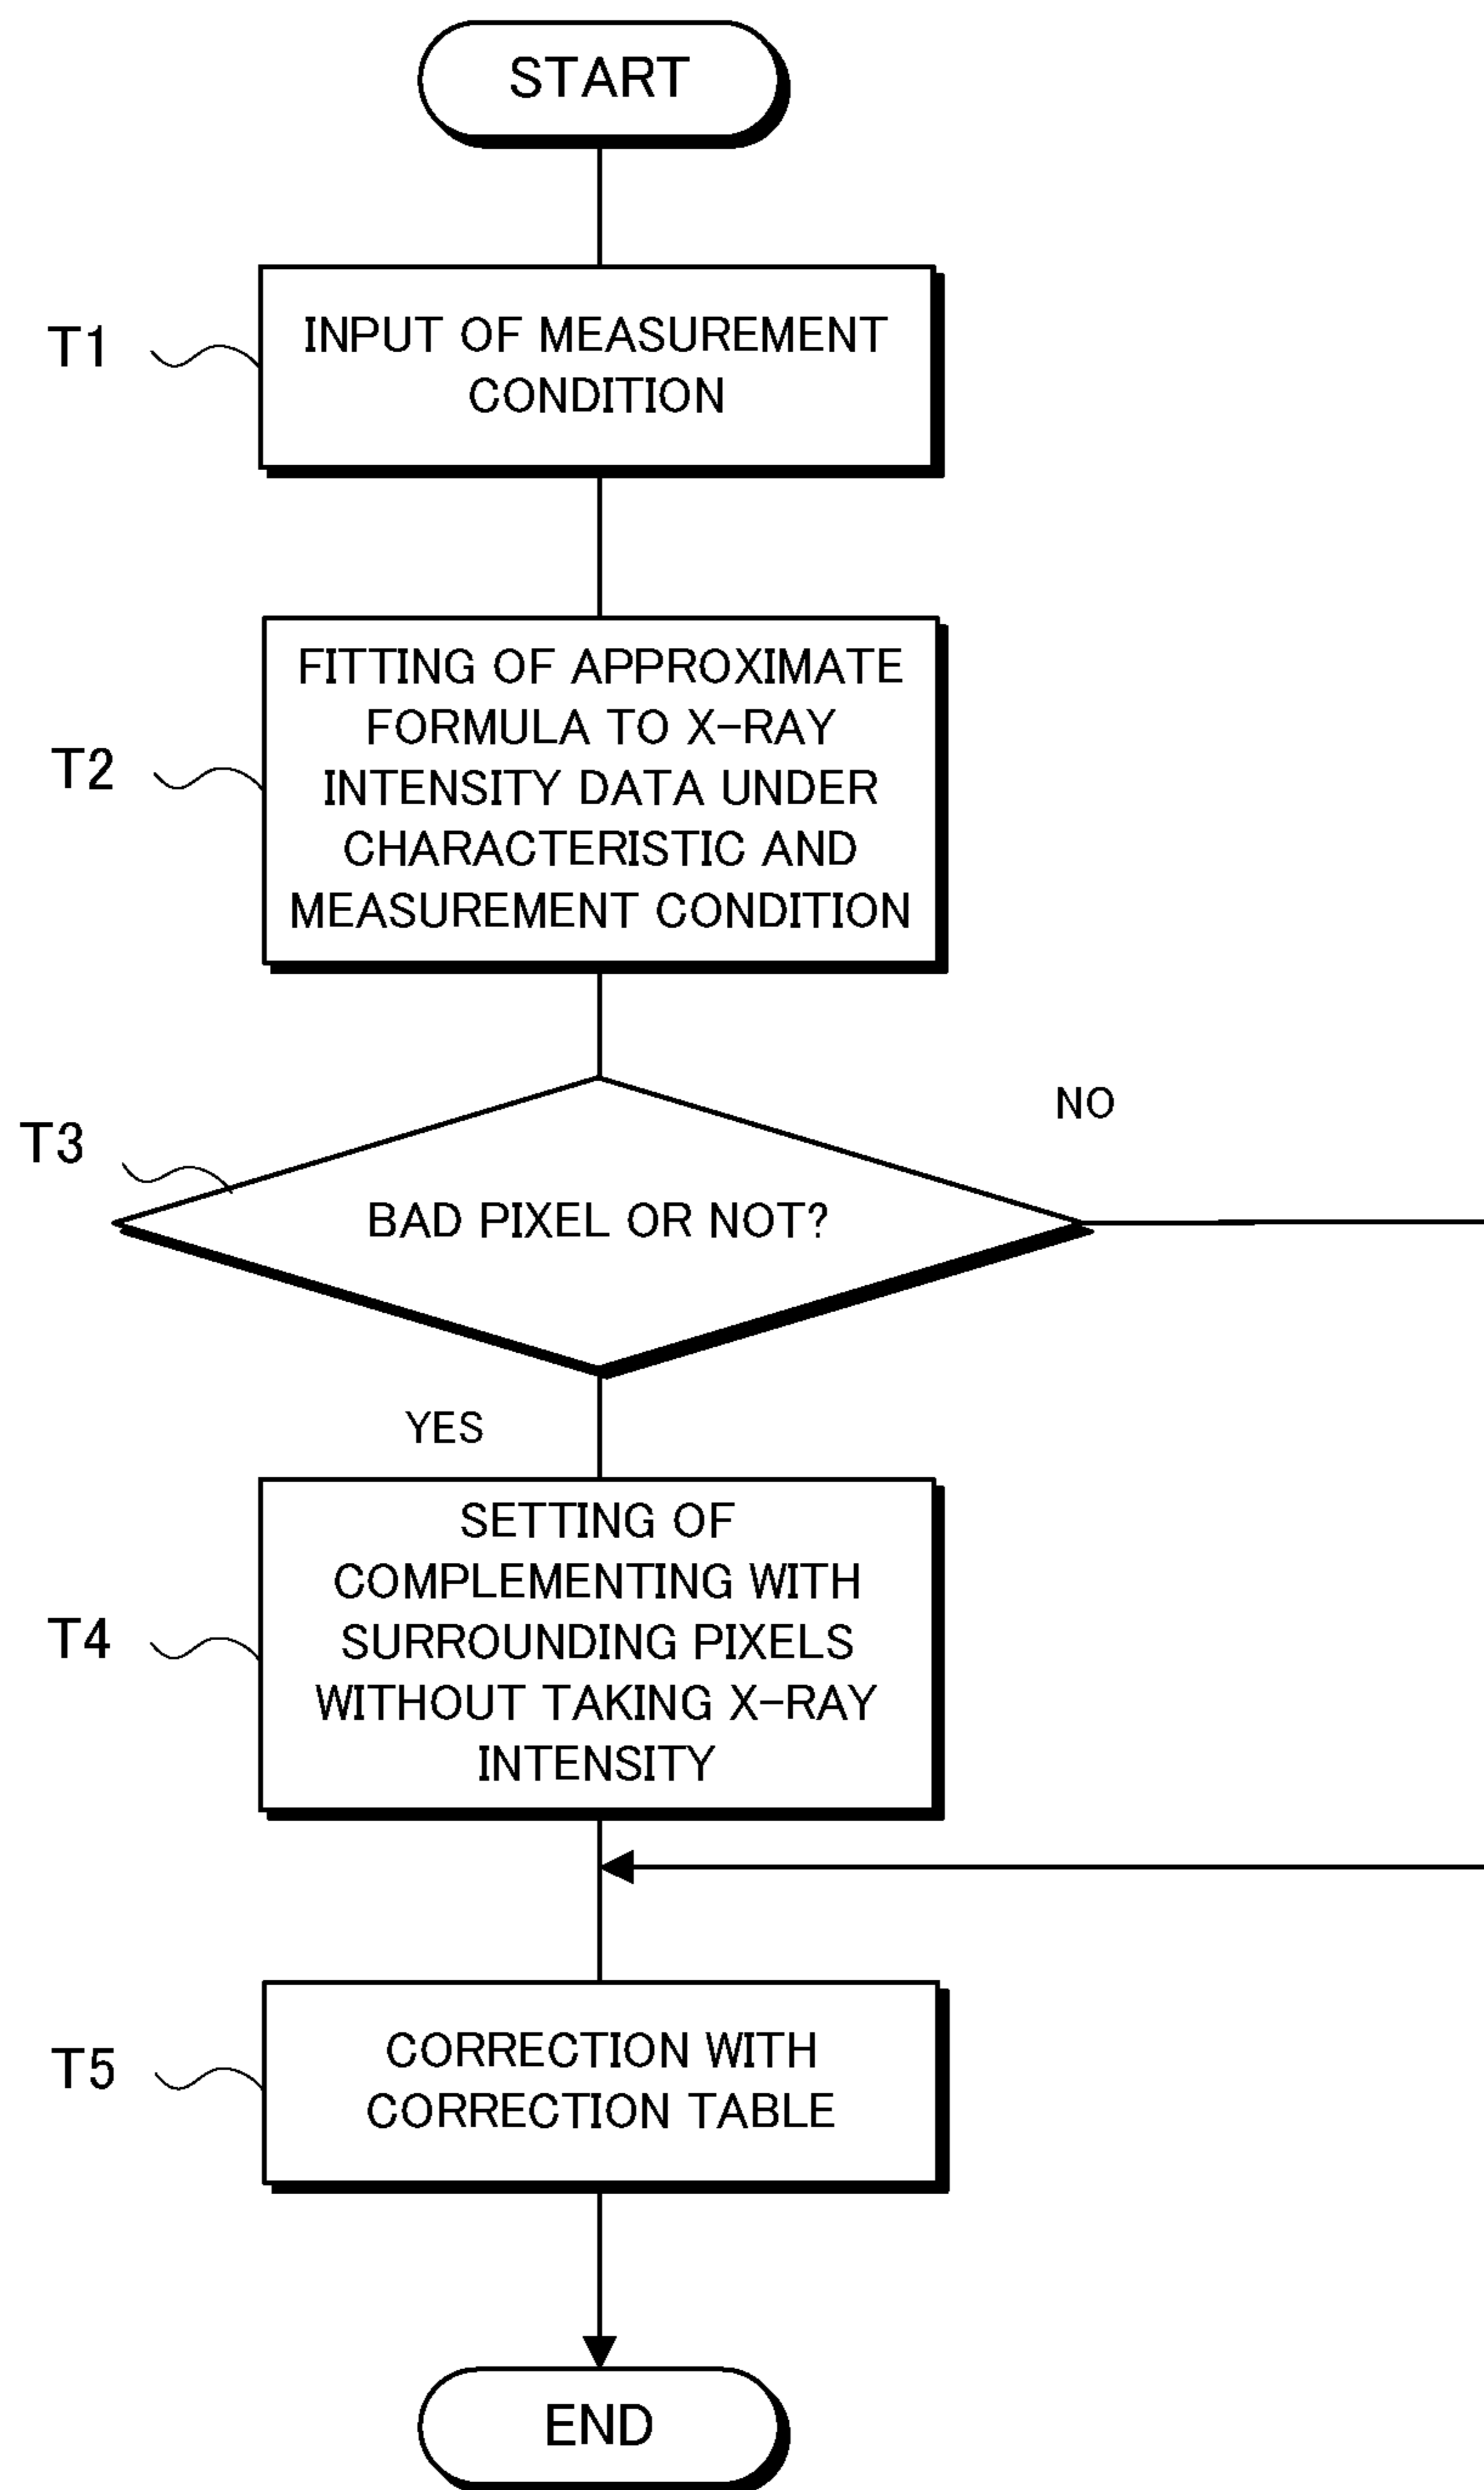 START
T1
INPUT OF MEASUREMENT
CONDITION
T2
FITTING OF APPROXIMATE
FORMULA TO X-RAY
INTENSITY DATA UNDER
CHARACTERISTIC AND
MEASUREMENT CONDITION
T3
BAD PIXEL OR NOT?
NO
YES
T4
SETTING OF
COMPLEMENTING WITH
SURROUNDING PIXELS
WITHOUT TAKING X-RAY
INTENSITY
T5
CORRECTION WITH
CORRECTION TABLE
END